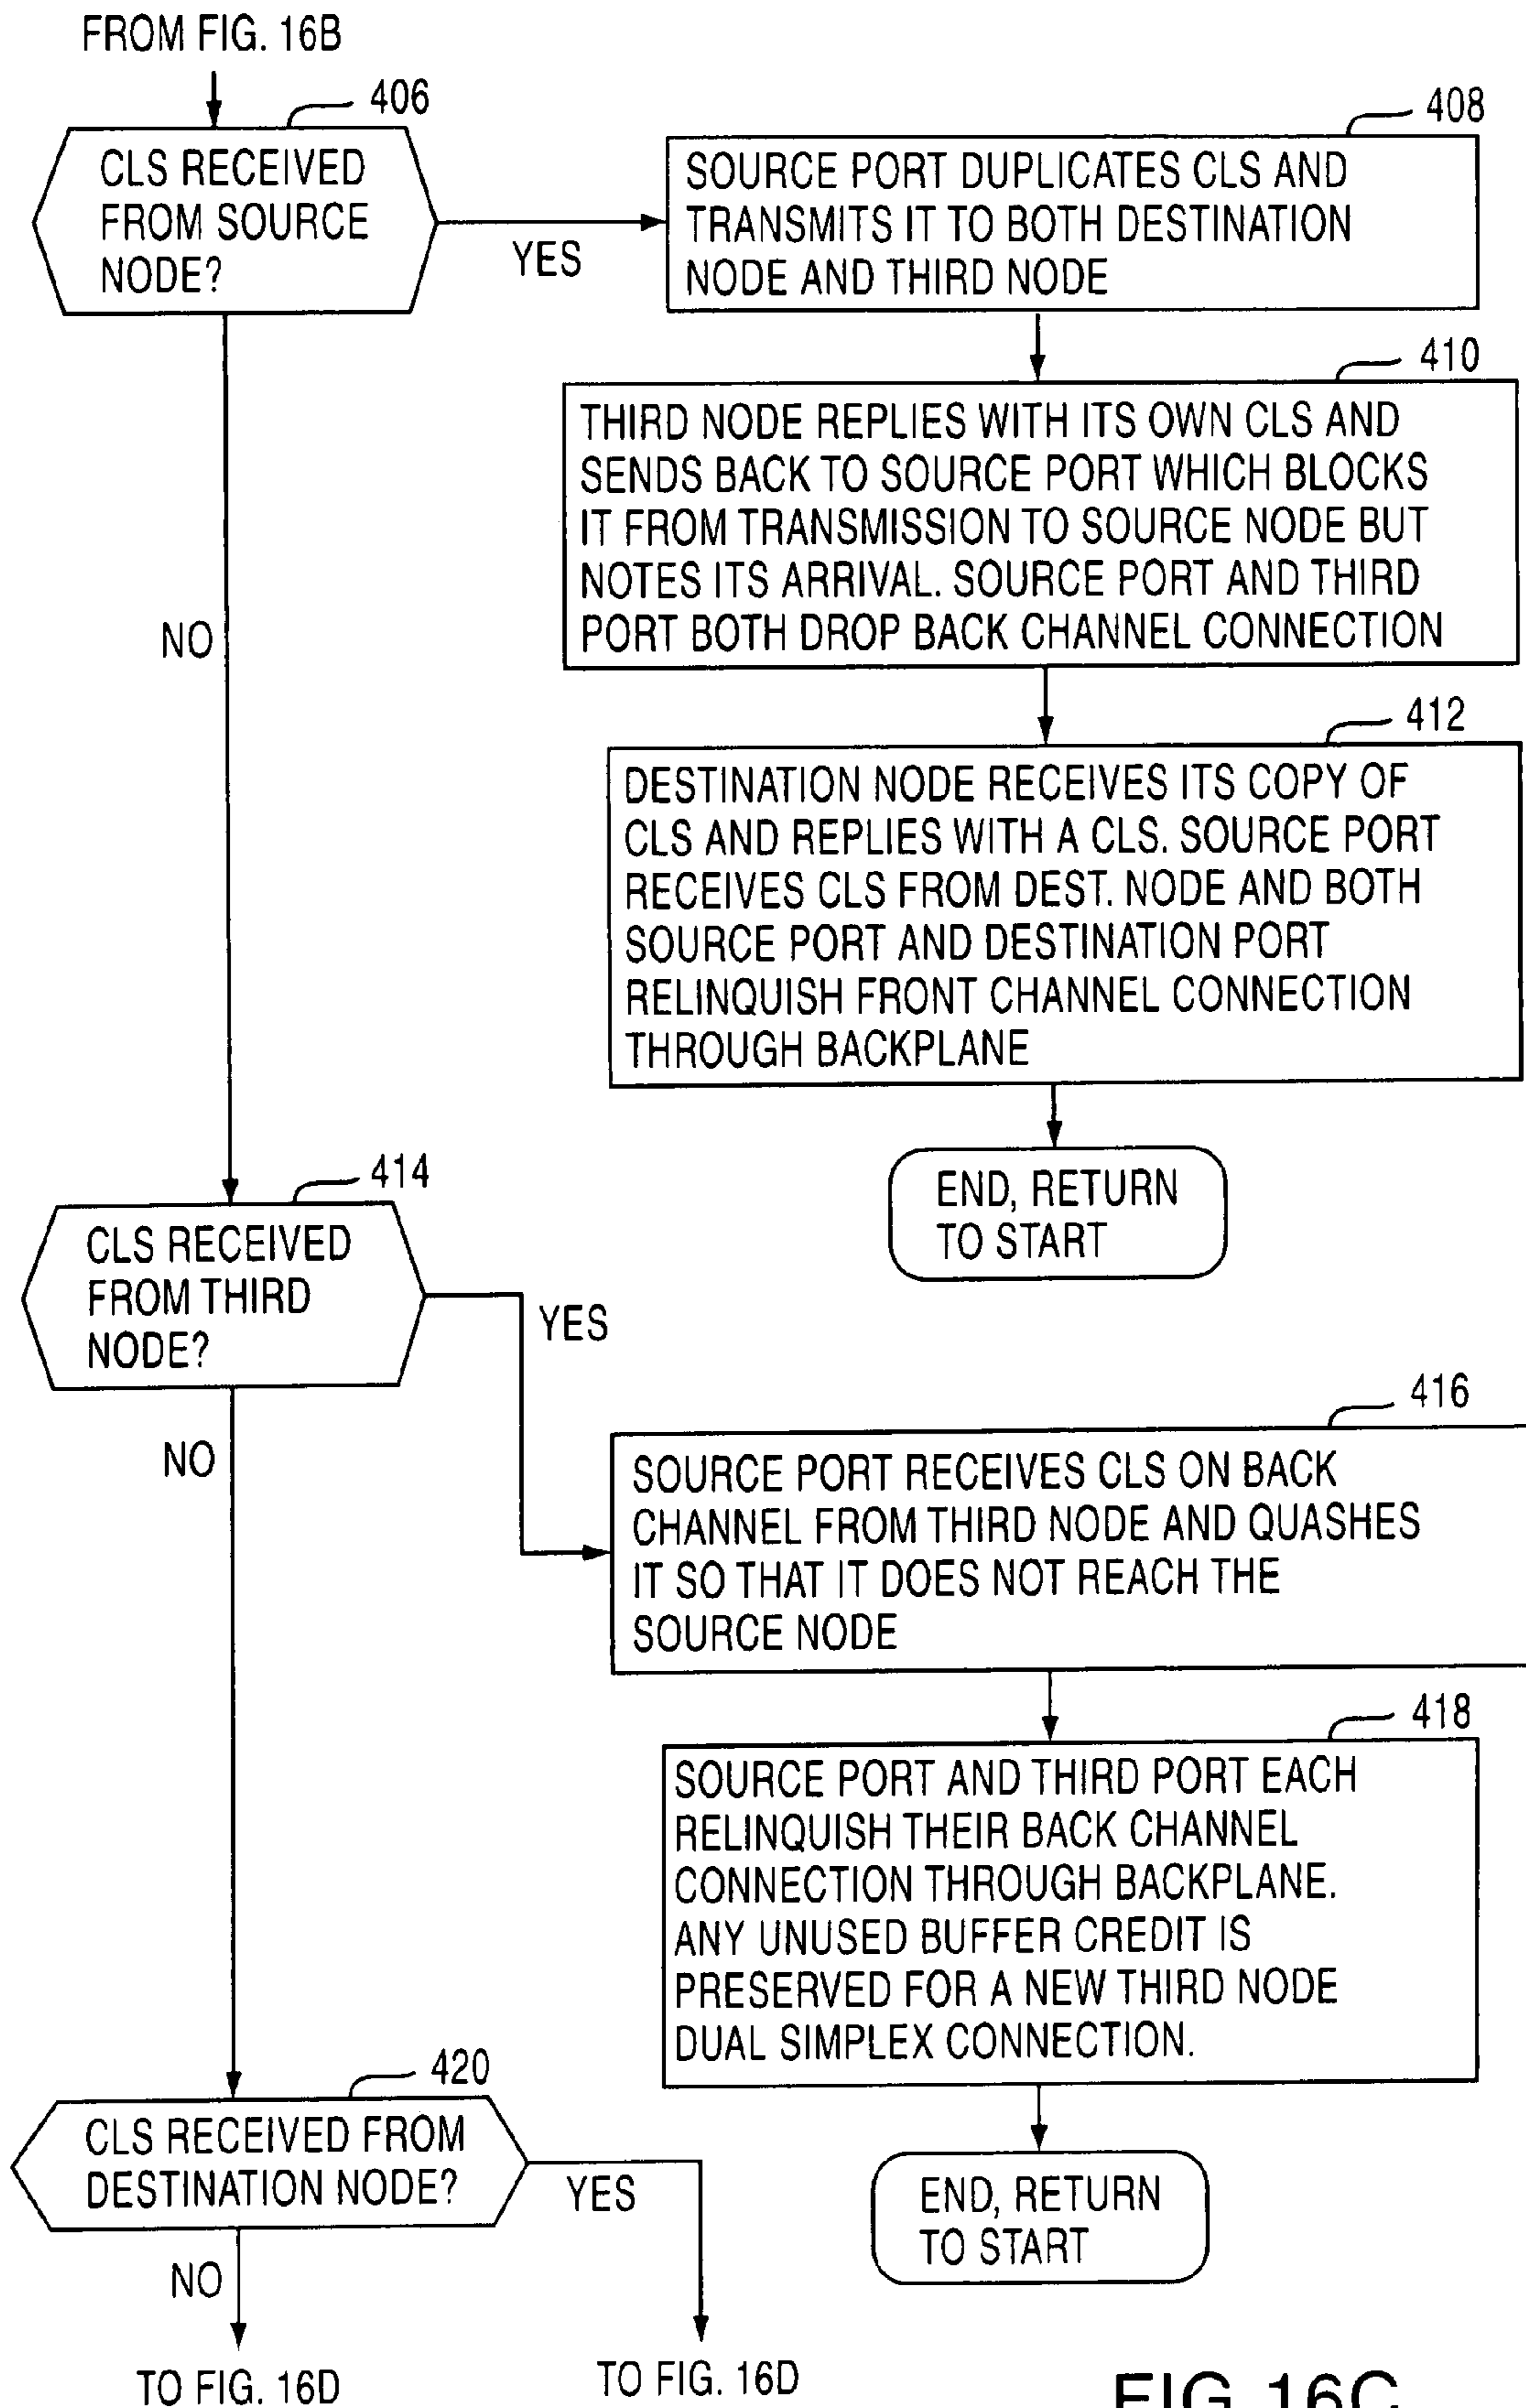 FROM FIG. 16B
406
CLS RECEIVED
FROM SOURCE
NODE?
YES
NO
408
SOURCE PORT DUPLICATES CLS AND
TRANSMITS IT TO BOTH DESTINATION
NODE AND THIRD NODE
410
THIRD NODE REPLIES WITH ITS OWN CLS AND
SENDS BACK TO SOURCE PORT WHICH BLOCKS
IT FROM TRANSMISSION TO SOURCE NODE BUT
NOTES ITS ARRIVAL. SOURCE PORT AND THIRD
PORT BOTH DROP BACK CHANNEL CONNECTION
412
DESTINATION NODE RECEIVES ITS COPY OF
CLS AND REPLIES WITH A CLS. SOURCE PORT
RECEIVES CLS FROM DEST. NODE AND BOTH
SOURCE PORT AND DESTINATION PORT
RELINQUISH FRONT CHANNEL CONNECTION
THROUGH BACKPLANE
END, RETURN
TO START
414
CLS RECEIVED
FROM THIRD
NODE?
YES
NO
416
SOURCE PORT RECEIVES CLS ON BACK
CHANNEL FROM THIRD NODE AND QUASHES
IT SO THAT IT DOES NOT REACH THE
SOURCE NODE
418
SOURCE PORT AND THIRD PORT EACH
RELINQUISH THEIR BACK CHANNEL
CONNECTION THROUGH BACKPLANE.
ANY UNUSED BUFFER CREDIT IS
PRESERVED FOR A NEW THIRD NODE
DUAL SIMPLEX CONNECTION.
END, RETURN
TO START
420
CLS RECEIVED FROM
DESTINATION NODE?
YES
NO
TO FIG. 16D
TO FIG. 16D
FIG 16C